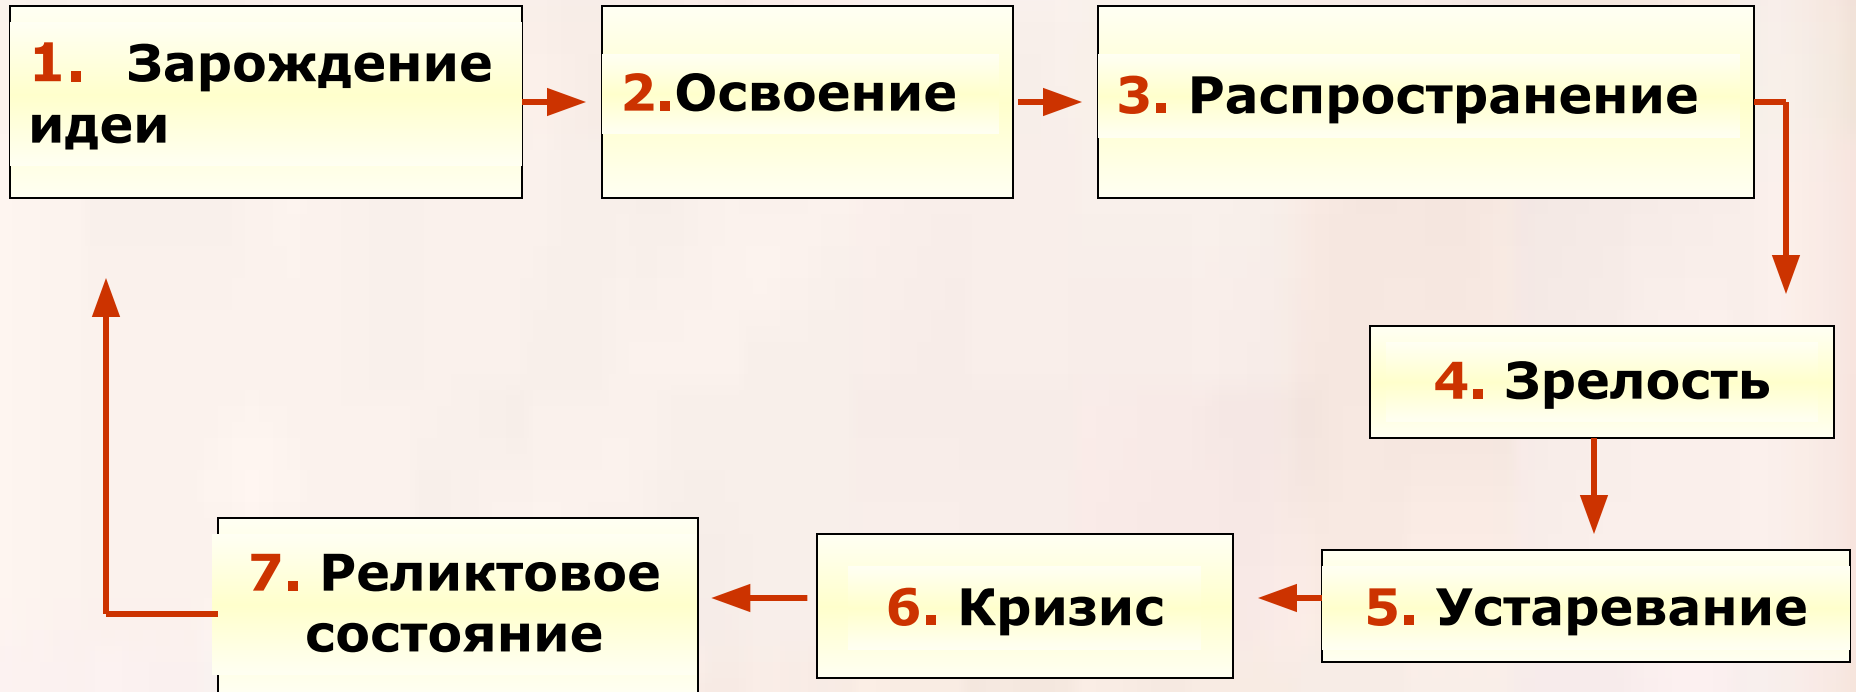 1. Зарождение
идеи
2.Освоение
3. Распространение
4. Зрелость
5. Устаревание
6. Кризис
7. Реликтовое
состояние